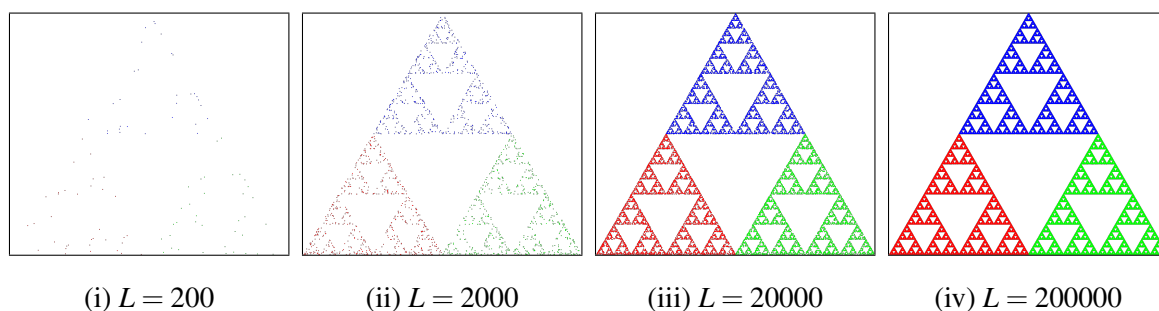 (i) L = 200 (ii) L = 2000 (iii) L = 20000 (iv) L = 200000